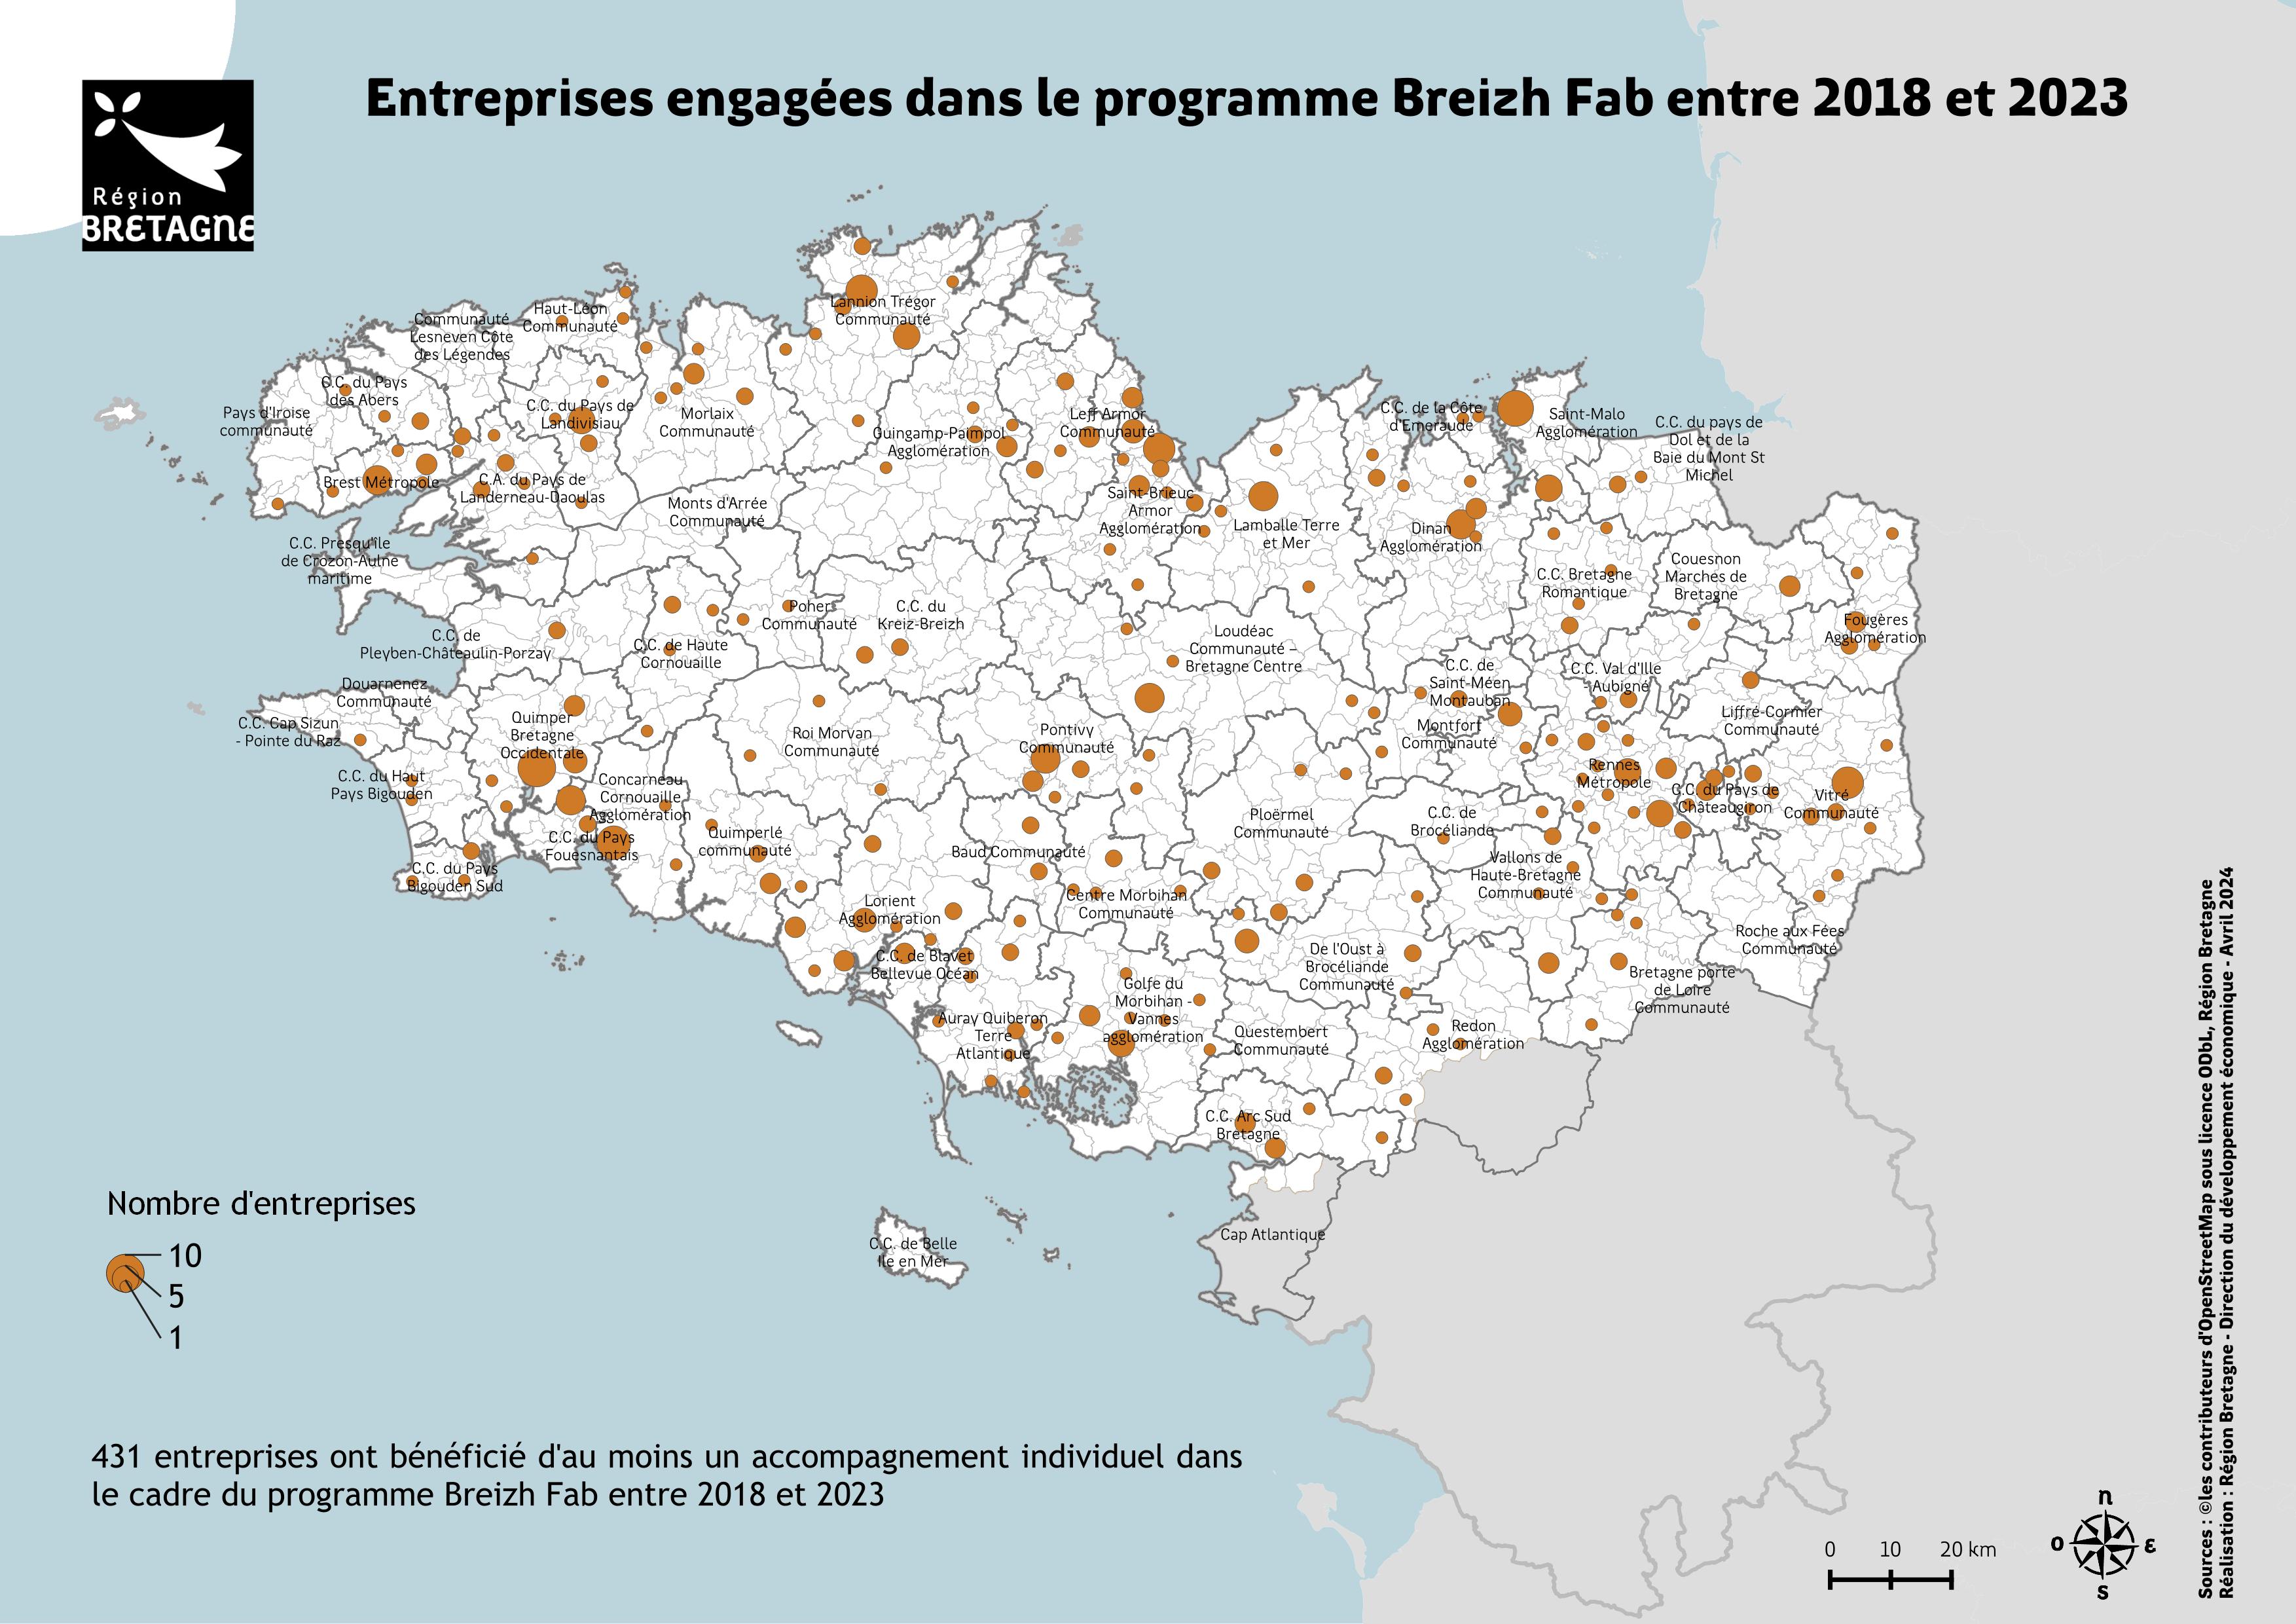 Entreprises engagées dans le programme Breizh Fab entre 2018 et 2023
Région
BRETAGNE
Lannion Trégor
Communauté
Haut-Léon
Communauté
Communauté
Lesneven Côte
des Légendes
C.C. du Pays
des Abers
Pays d'Iroise
communauté
C.C. du Pays de
Landivisiau
Morlaix
Communauté
Guingamp-Paimpol
Agglomération
Leff Armor
Communauté
C.C. de la Côte
d'Emeraude
Saint-Malo
Agglomération
C.C. du pays de
Dol et de la
Baie du Mont St
Michel
Brest Métropole
C.A. du Pays de
Landerneau-Daoulas
Monts d'Arrée
Communauté
Saint-Brieuc
Armor
Agglomération
Lamballe Terre
et Mer
Dinan
Agglomération
C.C. Presqu'île
de Crozon-Aulne
maritime
C.C. Bretagne
Romantique
Couesnon
Marches de
Bretagne
Poher
Communauté
C.C. du
Kreiz-Breizh
Fougères
Agglomération
C.C. de
Pleyben-Châteaulin-Porzay
C.C. de Haute
Cornouaille
Loudéac
Communauté –
Bretagne Centre
C.C. de
Saint-Méen
Montauban
C.C. Val d'Ille
- Aubigné
Douarnenez
Communauté
C.C. Cap Sizun
- Pointe du Raz
Quimper
Bretagne
Occidentale
Roi Morvan
Communauté
Pontivy
Communauté
Montfort
Communauté
Liffré-Cormier
Communauté
C.C. du Haut
Pays Bigouden
Concarneau
Cornouaille
Agglomération
Rennes
Métropole
C.C. du Pays de
Châteaugiron
Vitré
Communauté
C.C. du Pays
Fouesnantais
Quimperlé
communauté
Baud Communauté
Ploërmel
Communauté
C.C. de
Brocéliande
C.C. du Pays
Bigouden Sud
Vallons de
Haute-Bretagne
Communauté
Lorient
Agglomération
Centre Morbihan
Communauté
Roche aux Fées
Communauté
C.C. de Blavet
Bellevue Océan
De l'Oust à
Brocéliande
Communauté
Bretagne porte
de Loire
Communauté
Golfe du
Morbihan -
Vannes
agglomération
Auray Quiberon
Terre
Atlantique
Questembert
Communauté
Redon
Agglomération
C.C. Arc Sud
Bretagne
Cap Atlantique
C.C. de Belle
Ile en Mer
Nombre d'entreprises
10
5
1
431 entreprises ont bénéficié d'au moins un accompagnement individuel dans
le cadre du programme Breizh Fab entre 2018 et 2023
0 10 20 km
n
o ε
s
Sources : ©les contributeurs d'OpenStreetMap sous licence ODbL, Région Bretagne
Réalisation : Région Bretagne - Direction du développement économique - Avril 2024